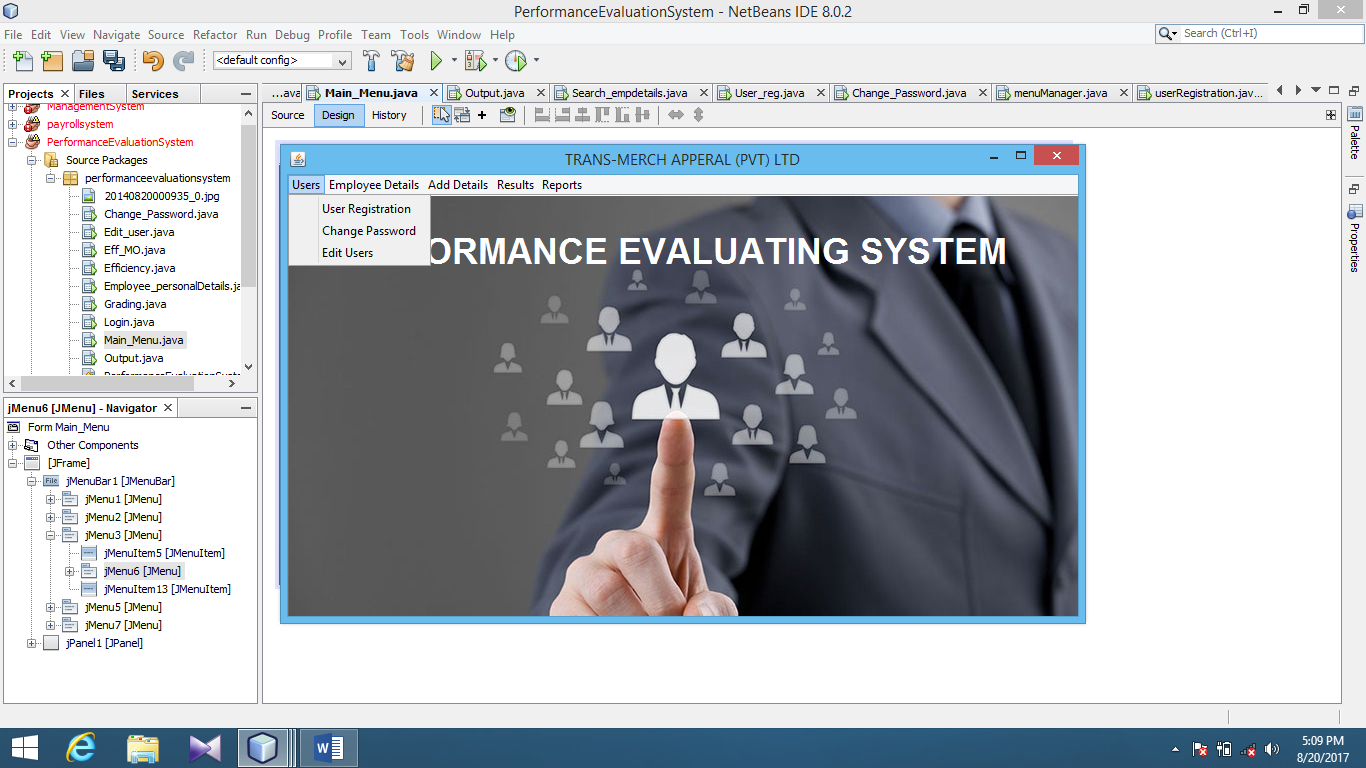 PerformanceEvaluationSystem - NetBeans IDE 8.0.2
File Edit View Navigate Source Refactor Run Debug Profile Team Tools Window Help
Search (Ctrl+I)
<default config>
Projects Files Services
ManagementSystem
payrollsystem
PerformanceEvaluationSystem
Source Packages
performanceevaluationsystem
20140820000935_0.jpg
Change_Password.java
Edit_user.java
Eff_MO.java
Efficiency.java
Employee_personalDetails.ja
Grading.java
Login.java
Main_Menu.java
Output.java
jMenu6 [JMenu] - Navigator
Form Main_Menu
Other Components
[JFrame]
jMenuBar1 [JMenuBar]
jMenu1 [JMenu]
jMenu2 [JMenu]
jMenu3 [JMenu]
jMenuItem5 [JMenuItem]
jMenu6 [JMenu]
jMenuItem13 [JMenuItem]
jMenu5 [JMenu]
jMenu7 [JMenu]
jPanel1 [JPanel]
...ava Main_Menu.java Output.java Search_empdetails.java User_reg.java Change_Password.java menuManager.java userRegistration.jav...
Source Design History
TRANS-MERCH APPERAL (PVT) LTD
Users Employee Details Add Details Results Reports
User Registration
Change Password
Edit Users
ORMANCE EVALUATING SYSTEM
Palette
Properties
5:09 PM
8/20/2017